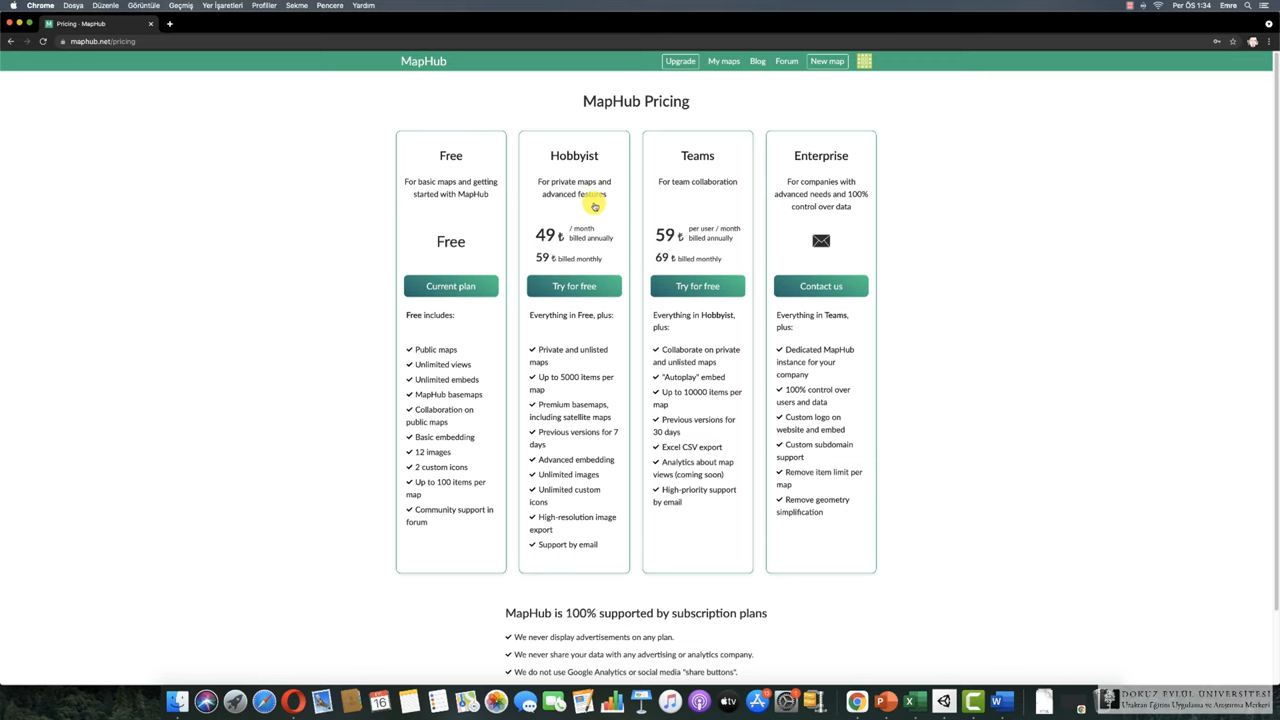 Chrome Dosya Düzenle Görüntüle Geçmiş Yer İşaretleri Profiller Sekme Pencere Yardım
Per Ö5 1:34 Emre
Pricing - MapHub
maphub.net/pricing
MapHub
Upgrade My maps Blog Forum New map
MapHub Pricing
Free
For basic maps and getting
started with MapHub
Free
Current plan
Free includes:
✓ Public maps
✓ Unlimited views
✓ Unlimited embeds
✓ MapHub basemaps
✓ Collaboration on
public maps
✓ Basic embedding
✓ 12 images
✓ 2 custom icons
✓ Up to 100 items per
map
✓ Community support in
forum
Hobbyist
For private maps and
advanced features
49 ₺ / month
billed annually
59 ₺ billed monthly
Try for free
Everything in Free, plus:
✓ Private and unlisted
maps
✓ Up to 5000 items per
map
✓ Premium basemaps,
including satellite maps
✓ Previous versions for 7
days
✓ Advanced embedding
✓ Unlimited images
✓ Unlimited custom
icons
✓ High-resolution image
export
✓ Support by email
Teams
For team collaboration
59 ₺ per user / month
billed annually
69 ₺ billed monthly
Try for free
Everything in Hobbyist,
plus:
✓ Collaborate on private
and unlisted maps
✓ "Autoplay" embed
✓ Up to 10000 items per
map
✓ Previous versions for
30 days
✓ Excel CSV export
✓ Analytics about map
views (coming soon)
✓ High-priority support
by email
Enterprise
For companies with
advanced needs and 100%
control over data
Contact us
Everything in Teams,
plus:
✓ Dedicated MapHub
instance for your
company
✓ 100% control over
users and data
✓ Custom logo on
website and embed
✓ Custom subdomain
support
✓ Remove item limit per
map
✓ Remove geometry
simplification
MapHub is 100% supported by subscription plans
✓ We never display advertisements on any plan.
✓ We never share your data with any advertising or analytics company.
✓ We do not use Google Analytics or social media "share buttons".
16
DOKUZ EYLÜL ÜNİVERSİTESİ
Uzaktan Eğitim Uygulama ve Araştırma Merkezi